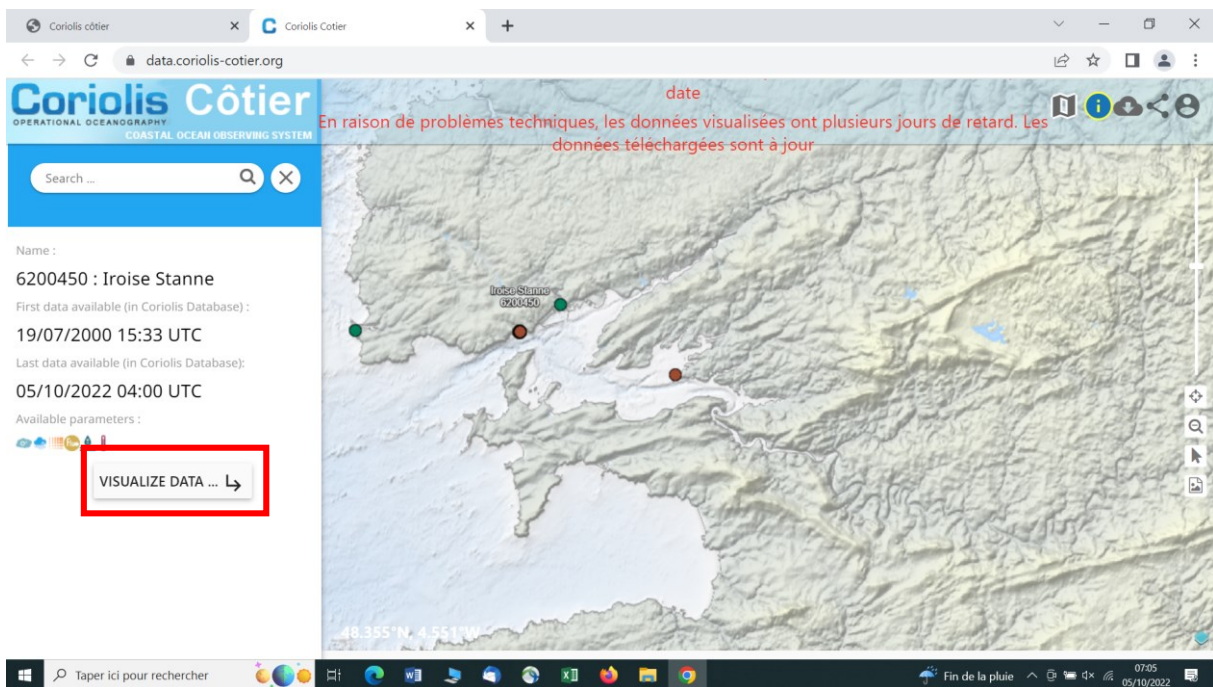 Coriolis côtier
Coriolis Cotier
data.coriolis-cotier.org
Coriolis Côtier
OPERATIONAL OCEANOGRAPHY
COASTAL OCEAN OBSERVING SYSTEM
date
En raison de problèmes techniques, les données visualisées ont plusieurs jours de retard. Les
données téléchargées sont à jour
Search ...
Name :
6200450 : Iroise Stanne
First data available (in Coriolis Database) :
19/07/2000 15:33 UTC
Last data available (in Coriolis Database):
05/10/2022 04:00 UTC
Available parameters :
VISUALIZE DATA ...
Iroise Stanne
6200450
48.355°N, 4.551°W
Taper ici pour rechercher
Fin de la pluie
07:05
05/10/2022